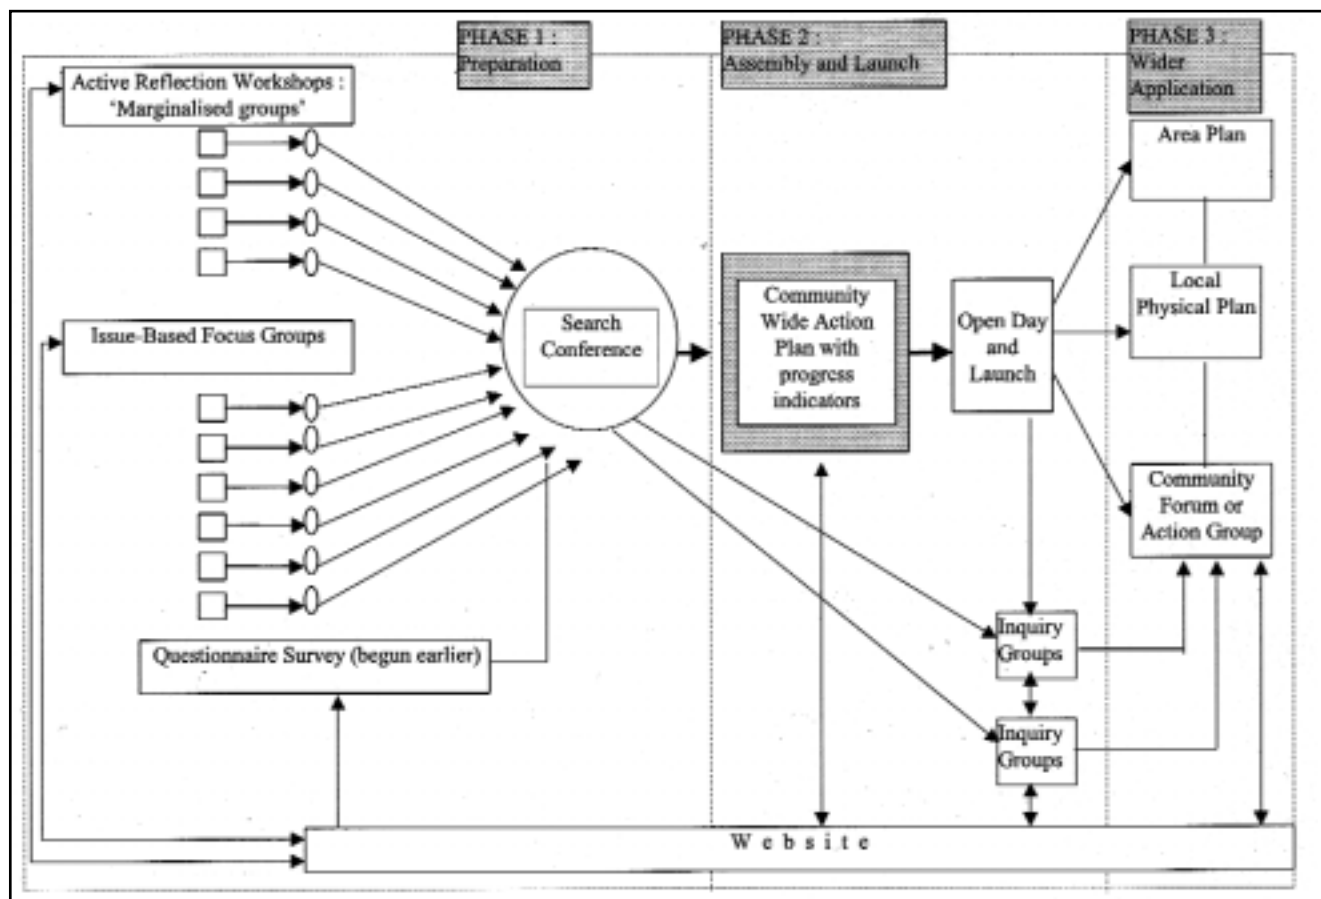 PHASE 1 :
Preparation
PHASE 2 :
Assembly and Launch
PHASE 3 :
Wider
Application
Active Reflection Workshops :
‘Marginalised groups’
Issue-Based Focus Groups
Questionnaire Survey (begun earlier)
Search
Conference
Community
Wide Action
Plan with
progress
indicators
Open Day
and
Launch
Area Plan
Local
Physical Plan
Community
Forum or
Action Group
Inquiry
Groups
Inquiry
Groups
Website